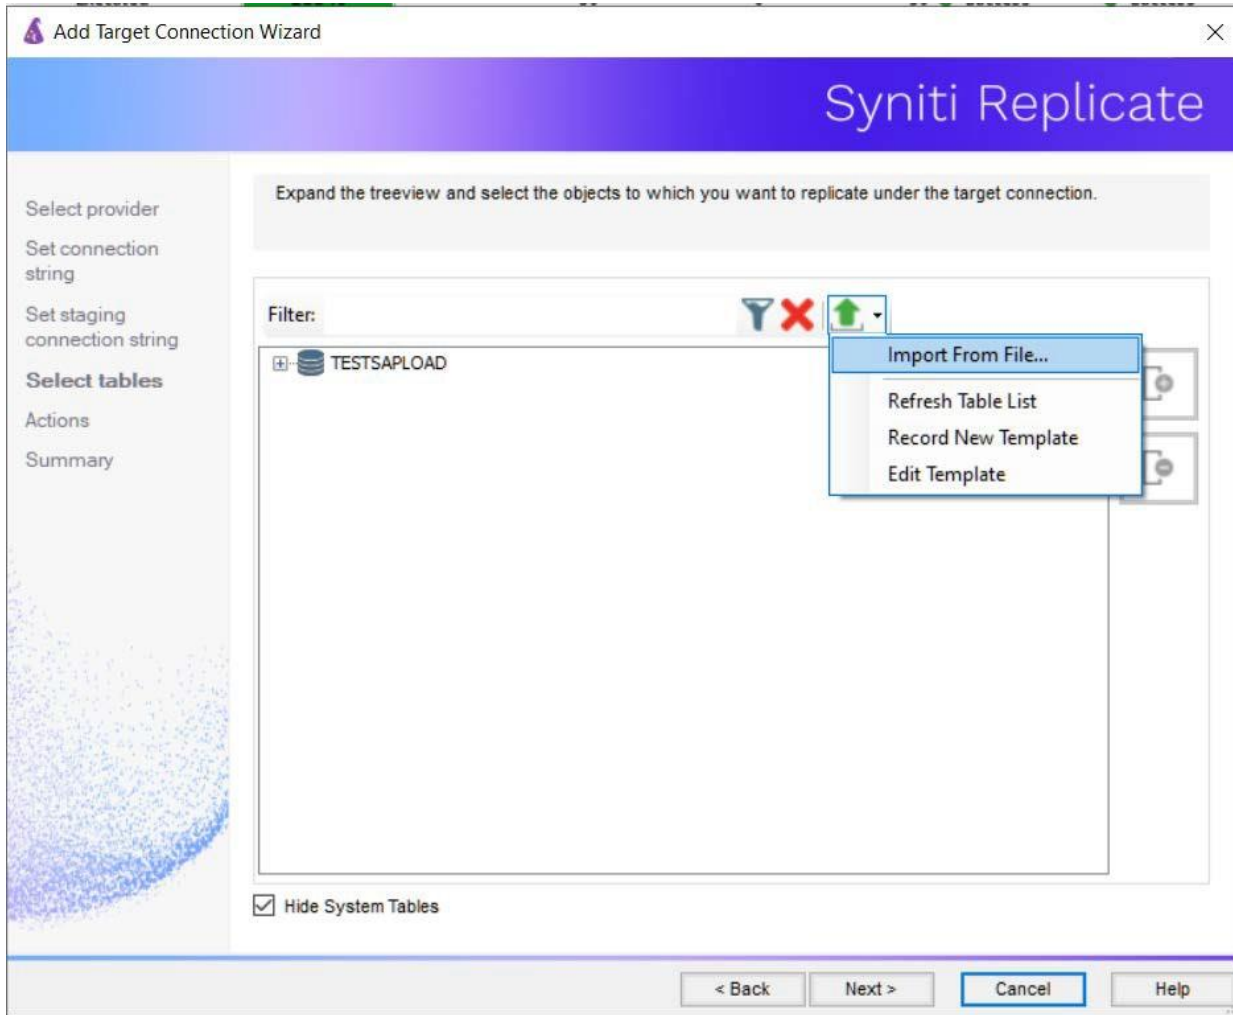 Add Target Connection Wizard
Syniti Replicate
Select provider
Set connection
string
Set staging
connection string
Select tables
Actions
Summary
Expand the treeview and select the objects to which you want to replicate under the target connection.
Filter:
TESTSAPLOAD
Import From File...
Refresh Table List
Record New Template
Edit Template
Hide System Tables
< Back
Next >
Cancel
Help